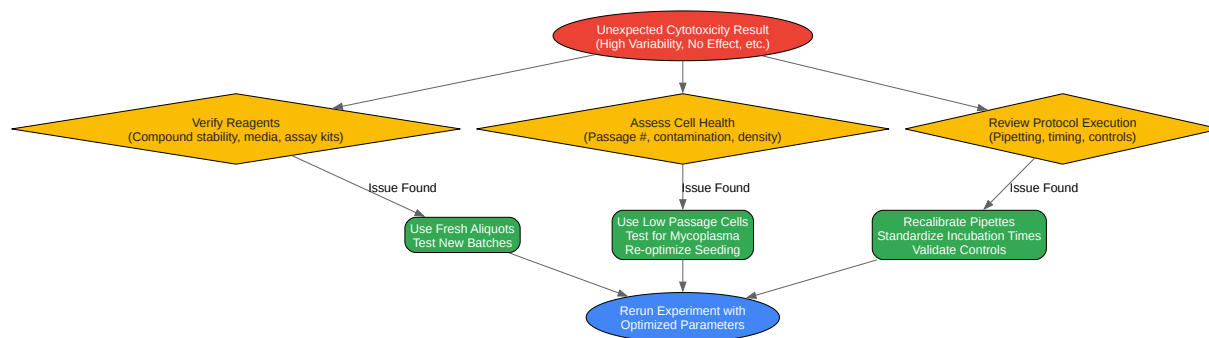 Unexpected Cytotoxicity Result
(High Variability, No Effect, etc.)
Verify Reagents
(Compound stability, media, assay kits)
Assess Cell Health
(Passage #, contamination, density)
Review Protocol Execution
(Pipetting, timing, controls)
Issue Found
Issue Found
Issue Found
Use Fresh Aliquots
Test New Batches
Use Low Passage Cells
Test for Mycoplasma
Re-optimize Seeding
Recalibrate Pipettes
Standardize Incubation Times
Validate Controls
Rerun Experiment with
Optimized Parameters